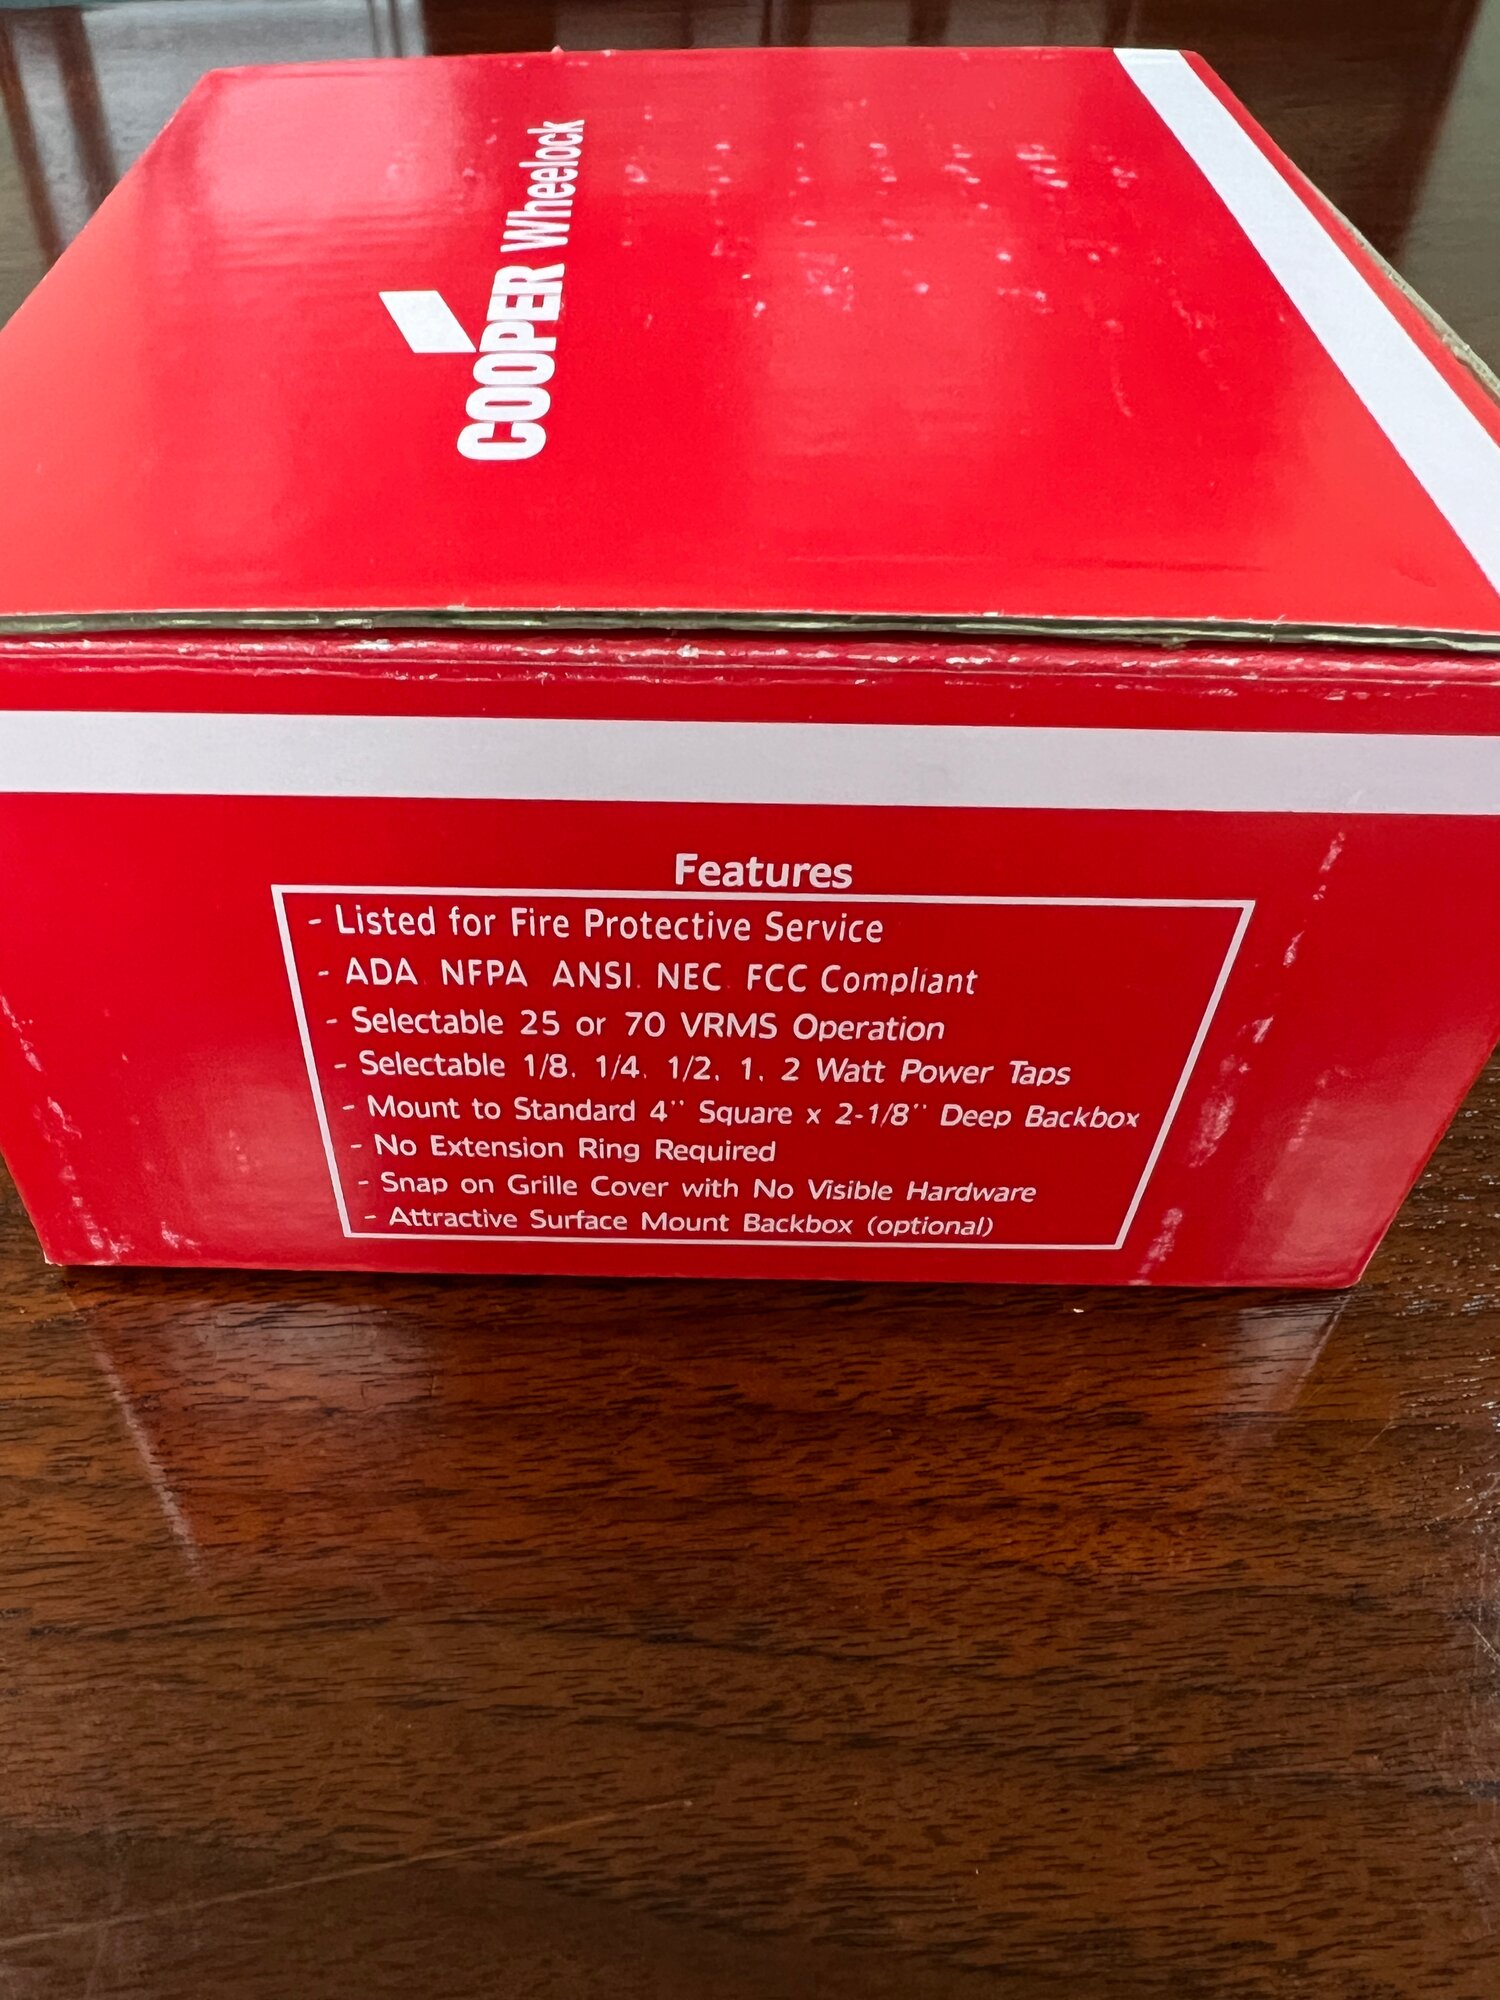 COOPER Wheelock
Features
- Listed for Fire Protective Service
- ADA, NFPA, ANSI, NEC, FCC Compliant
- Selectable 25 or 70 VRMS Operation
- Selectable 1/8, 1/4, 1/2, 1, 2 Watt Power Taps
- Mount to Standard 4" Square x 2-1/8" Deep Backbox
- No Extension Ring Required
- Snap on Grille Cover with No Visible Hardware
- Attractive Surface Mount Backbox (optional)